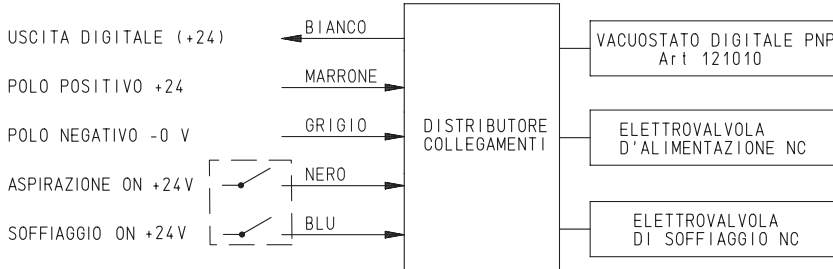 USCITA DIGITALE (+24)
BIANCO
POLO POSITIVO +24
MARRONE
POLO NEGATIVO -0 V
GRIGIO
ASPIRAZIONE ON +24V
NERO
SOFFIAGGIO ON +24V
BLU
DISTRIBUTORE
COLLEGAMENTI
VACUOSTATO DIGITALE PNP
Art 121010
ELETTROVALVOLA
D'ALIMENTAZIONE NC
ELETTROVALVOLA
DI SOFFIAGGIO NC